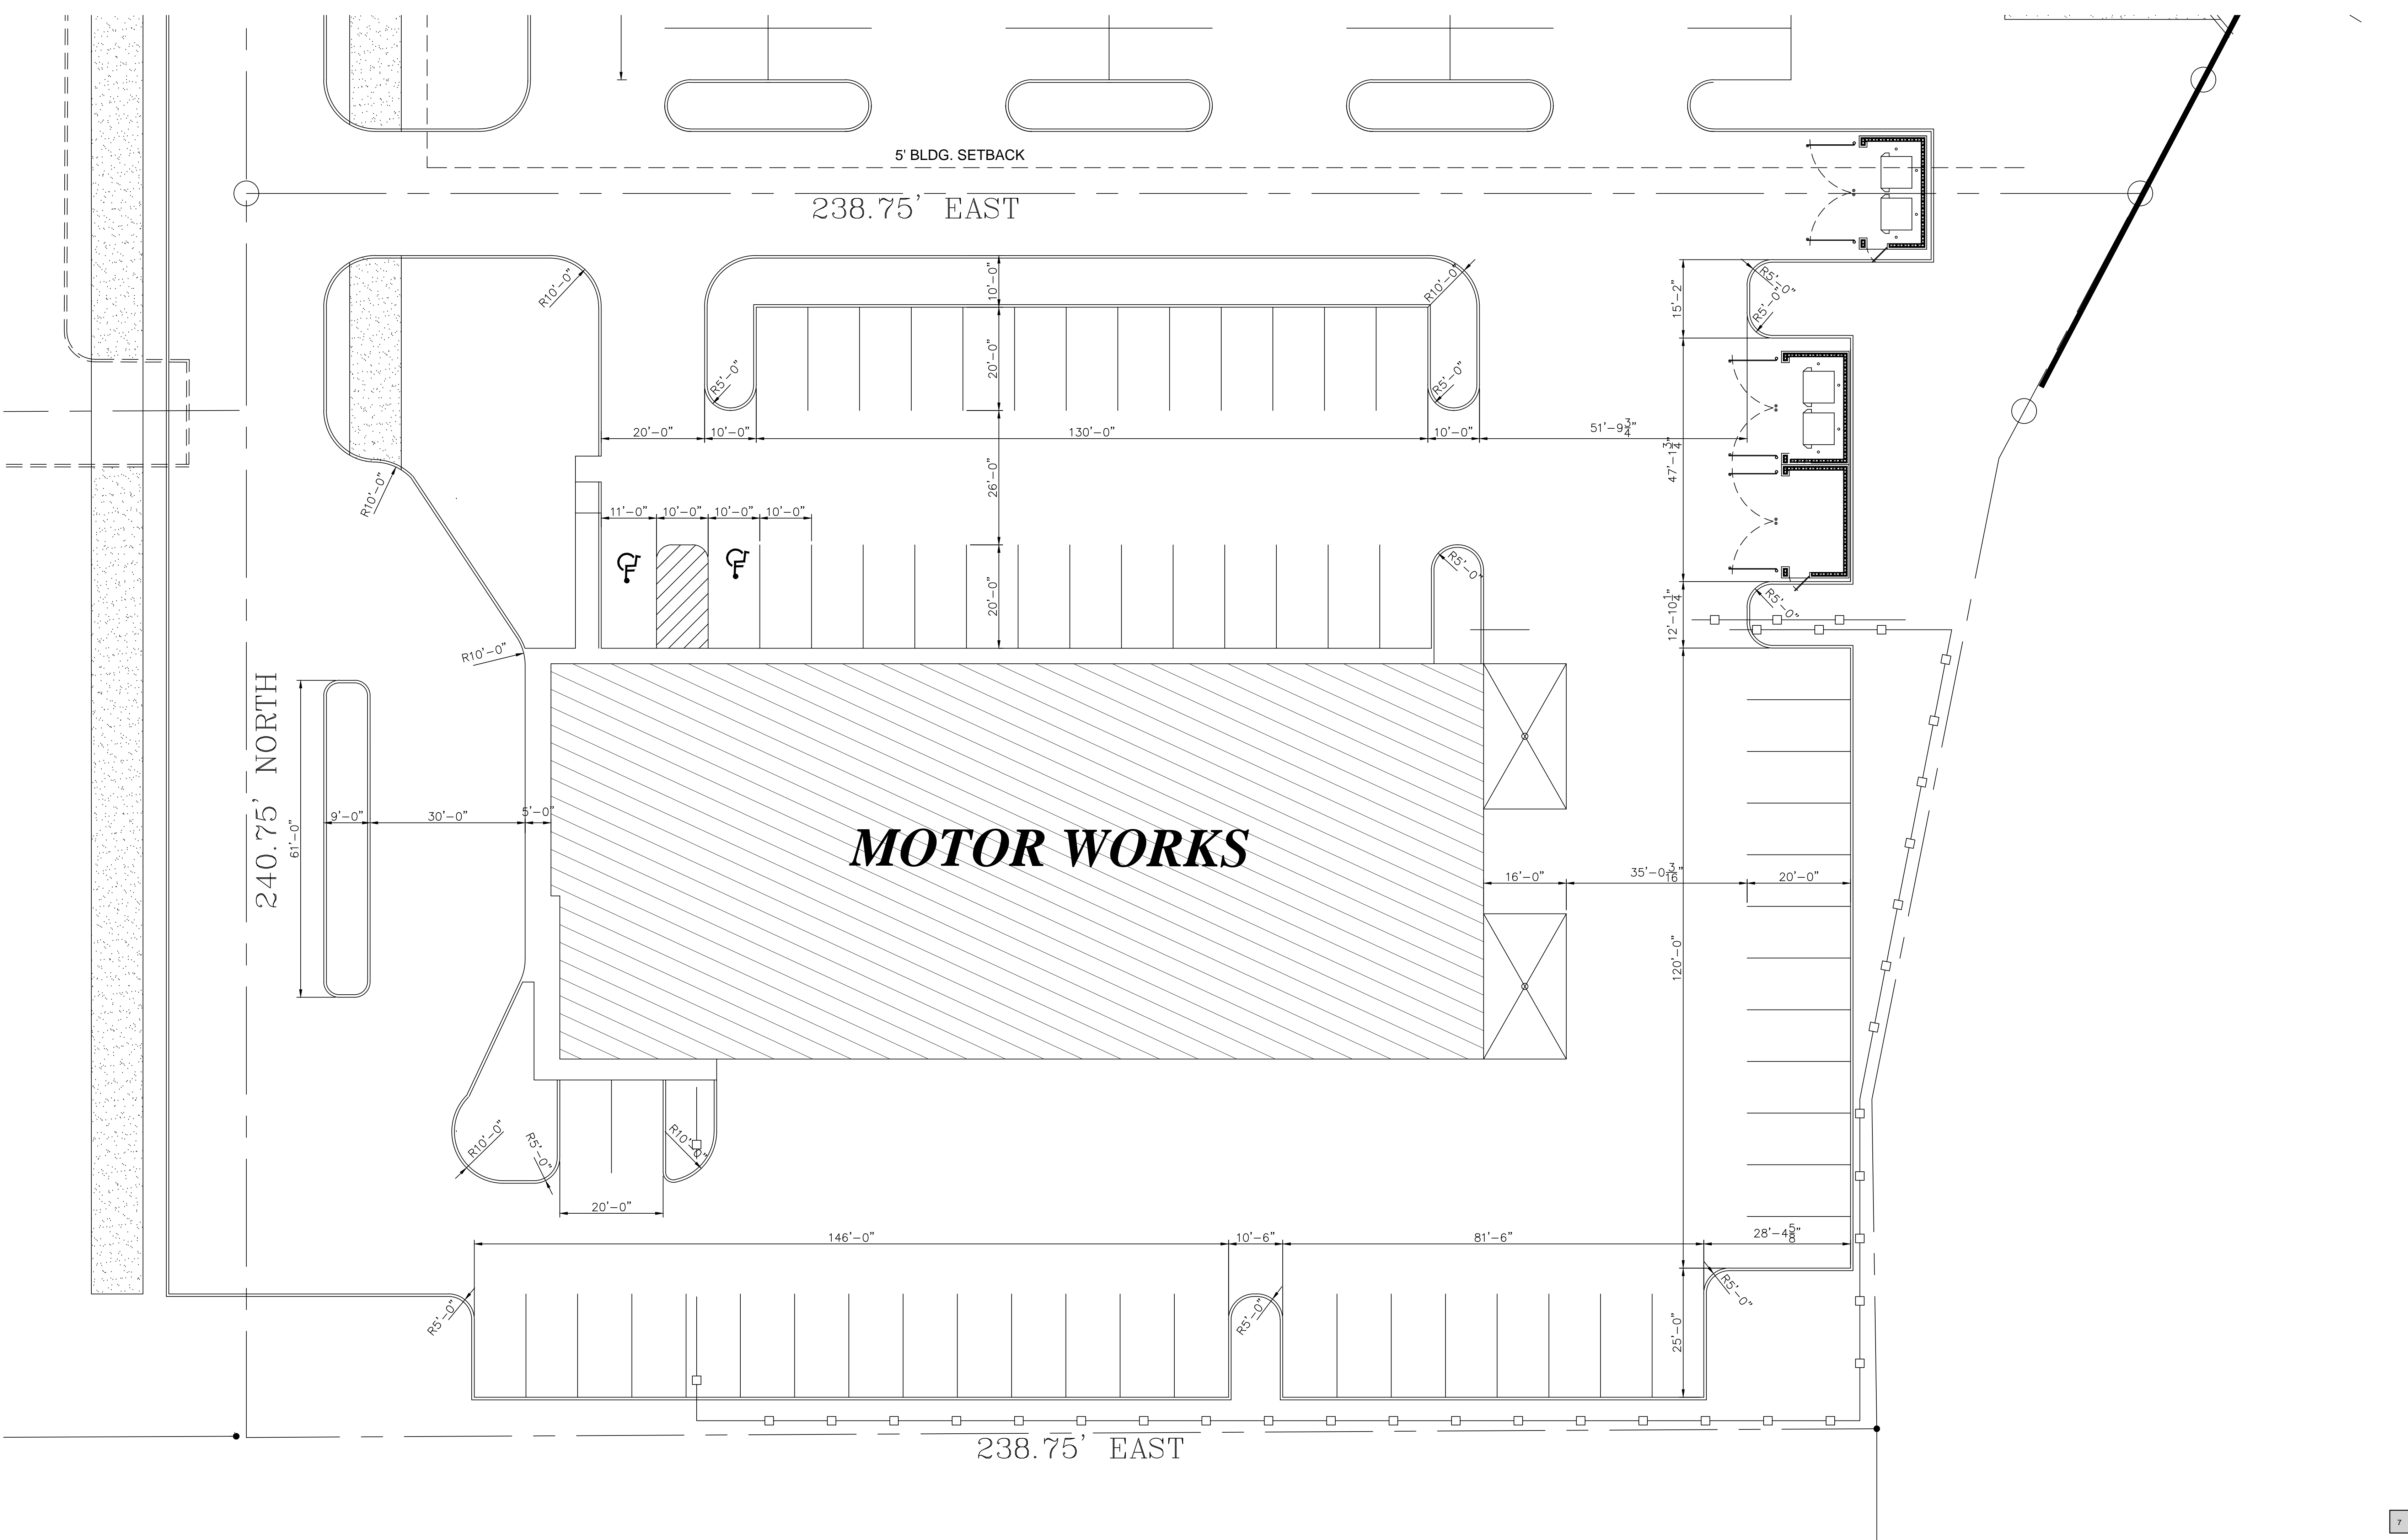 5' BLDG. SETBACK
238.75' EAST
R10'-0"
10'-0"
R10'-0"
R5'-0"
R5'-0"
15'-2"
20'-0"
R5'-0"
R5'-0"
20'-0"
10'-0"
130'-0"
10'-0"
51'-9 3/4"
47'-1 3/4"
R10'-0"
26'-0"
11'-0"
10'-0"
10'-0"
10'-0"
R5'-0"
20'-0"
R5'-0"
12'-10 1/4"
R10'-0"
240.75' NORTH
61'-0"
9'-0"
30'-0"
5'-0"
MOTOR WORKS
16'-0"
35'-0 3/16"
20'-0"
120'-0"
R10'-0"
R5'-0"
R10'-0"
20'-0"
146'-0"
10'-6"
81'-6"
28'-4 5/8"
R5'-0"
R5'-0"
R5'-0"
25'-0"
238.75' EAST
7